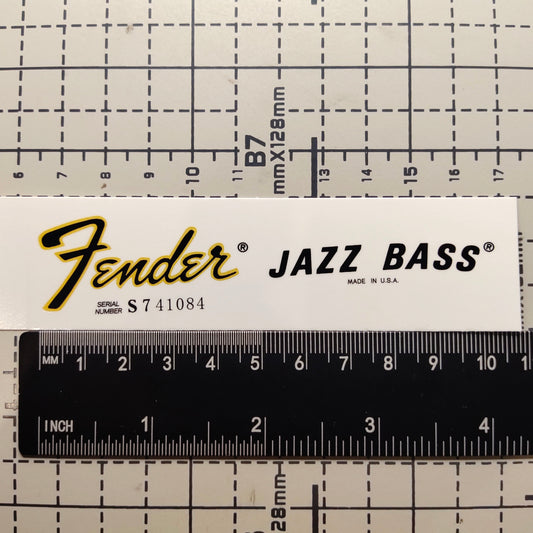 B7
mmX128mm
6 7 8 9 10 11 12 13 14 15 16 17
Fender® JAZZ BASS®
MADE IN U.S.A.
SERIAL
NUMBER S741084
MM 1 2 3 4 5 6 7 8 9 10
INCH 1 2 3 4
B8
28mm